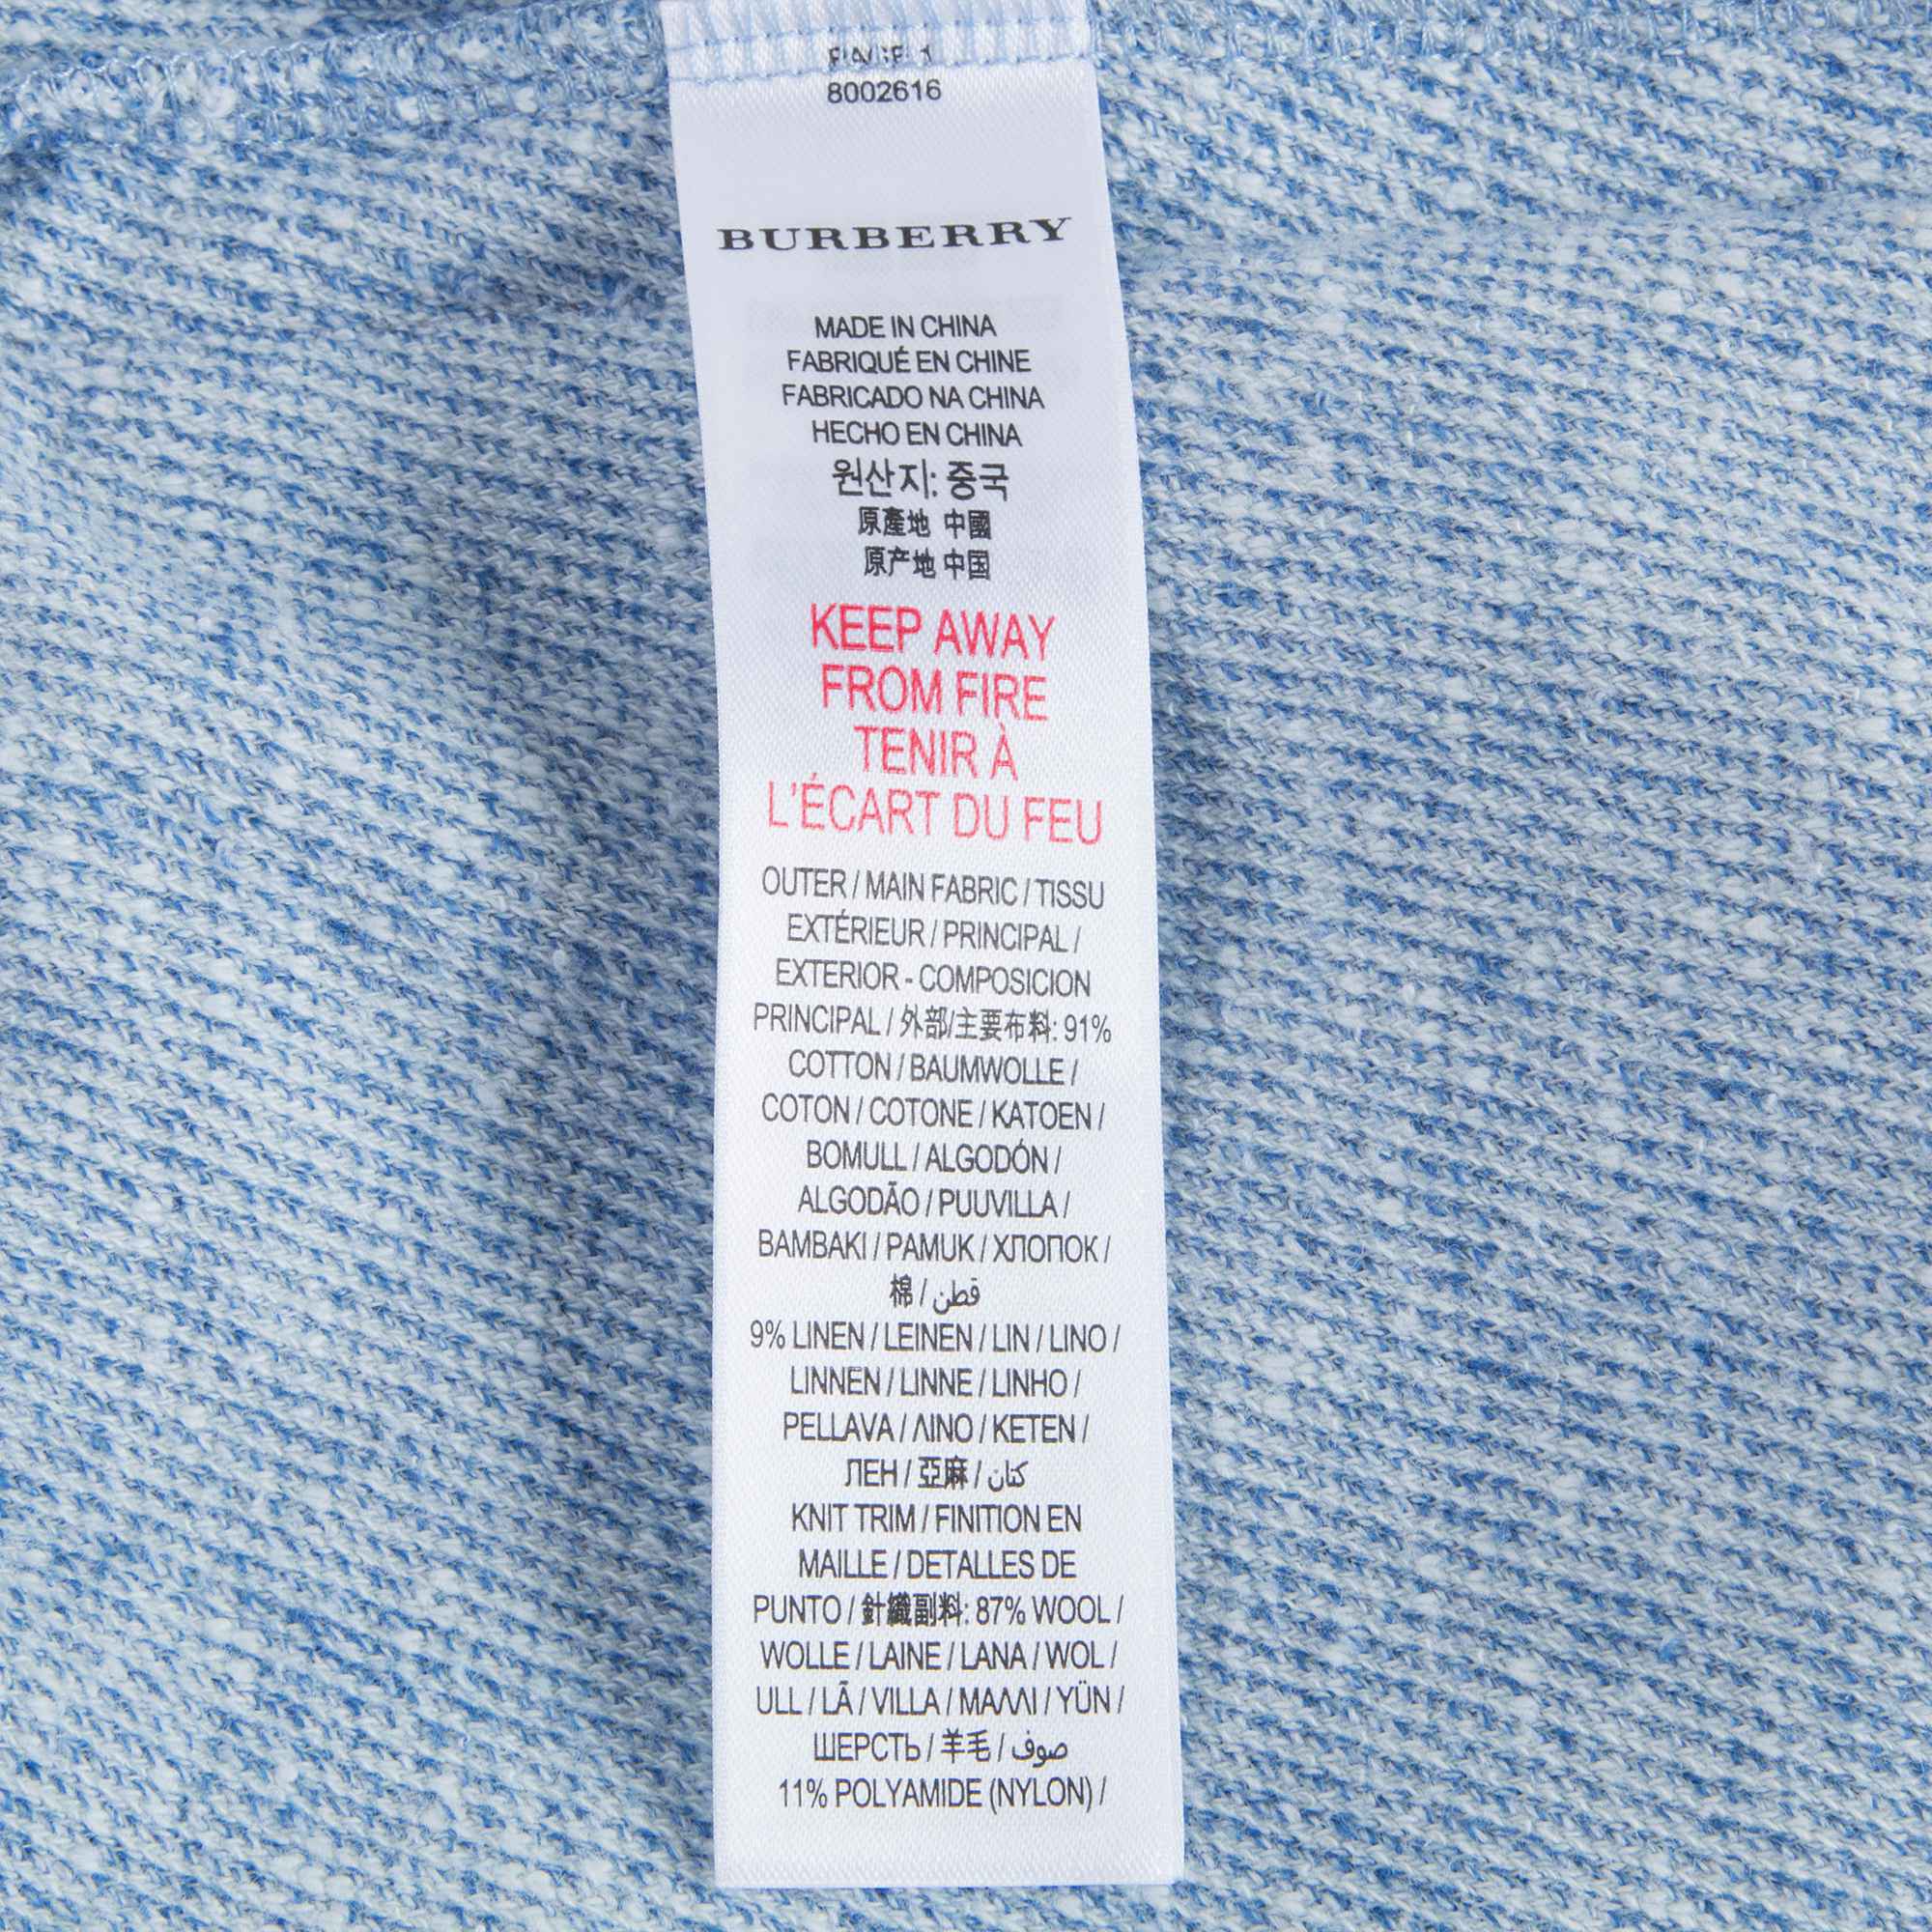 PAGE 1
8002616
BURBERRY
MADE IN CHINA
FABRIQUÉ EN CHINE
FABRICADO NA CHINA
HECHO EN CHINA
원산지: 중국
原產地 中國
原产地 中国
KEEP AWAY
FROM FIRE
TENIR À
L'ÉCART DU FEU
OUTER / MAIN FABRIC / TISSU
EXTÉRIEUR / PRINCIPAL /
EXTERIOR - COMPOSICION
PRINCIPAL / 外部/主要布料: 91%
COTTON / BAUMWOLLE /
COTON / COTONE / KATOEN /
BOMULL / ALGODÓN /
ALGODÃO / PUUVILLA /
BAMBAKI / PAMUK / ХЛОПОК /
棉 / قطن
9% LINEN / LEINEN / LIN / LINO /
LINNEN / LINNE / LINHO /
PELLAVA / ΛΙΝΟ / KETEN /
ЛЕН / 亞麻 / كتان
KNIT TRIM / FINITION EN
MAILLE / DETALLES DE
PUNTO / 針織副料: 87% WOOL /
WOLLE / LAINE / LANA / WOL /
ULL / LÃ / VILLA / ΜΑΛΛΙ / YÜN /
ШЕРСТЬ / 羊毛 / صوف
11% POLYAMIDE (NYLON) /